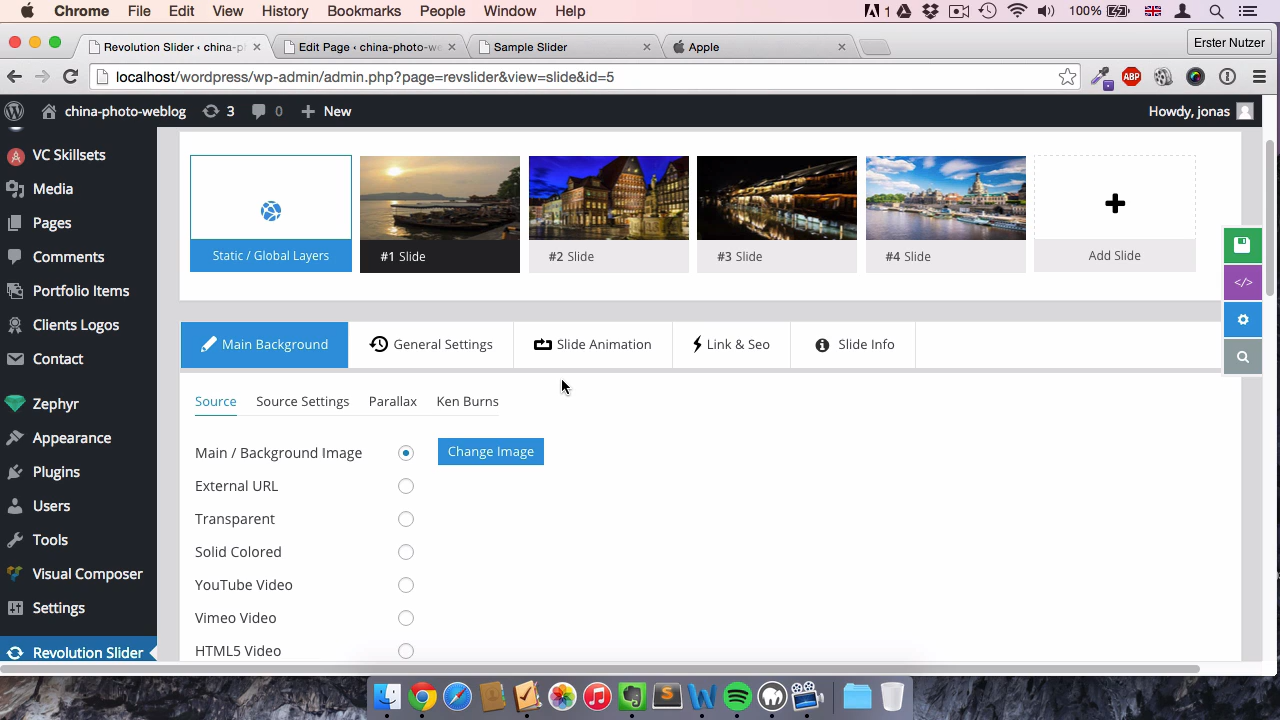 Chrome File Edit View History Bookmarks People Window Help 1 100%
Revolution Slider ‹ china-p Edit Page ‹ china-photo-we Sample Slider Apple Erster Nutzer
localhost/wordpress/wp-admin/admin.php?page=revslider&view=slide&id=5 ABP
china-photo-weblog 3 0 New Howdy, jonas
VC Skillsets
Media
Pages
Comments
Portfolio Items
Clients Logos
Contact
Zephyr
Appearance
Plugins
Users
Tools
Visual Composer
Settings
Revolution Slider
Static / Global Layers #1 Slide #2 Slide #3 Slide #4 Slide Add Slide
</>
Main Background General Settings Slide Animation Link & Seo Slide Info
Source Source Settings Parallax Ken Burns
Main / Background Image Change Image
External URL
Transparent
Solid Colored
YouTube Video
Vimeo Video
HTML5 Video